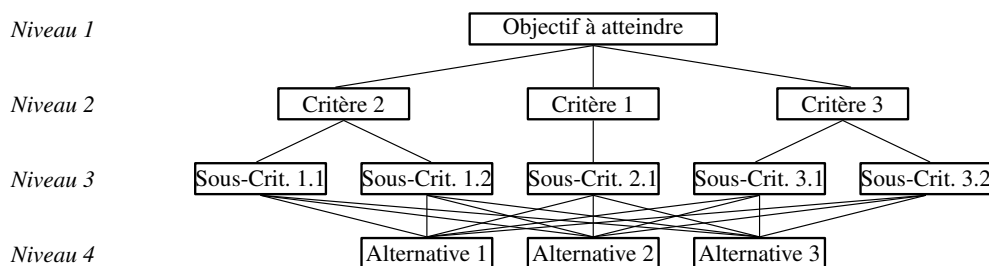 Niveau 1
Objectif à atteindre
Niveau 2
Critère 2
Critère 1
Critère 3
Niveau 3
Sous-Crit. 1.1
Sous-Crit. 1.2
Sous-Crit. 2.1
Sous-Crit. 3.1
Sous-Crit. 3.2
Niveau 4
Alternative 1
Alternative 2
Alternative 3